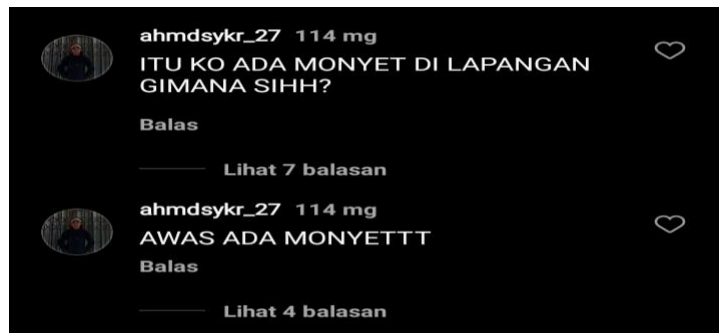 ahmdsykr_27 114 mg
ITU KO ADA MONYET DI LAPANGAN
GIMANA SIHH?
Balas
Lihat 7 balasan
ahmdsykr_27 114 mg
AWAS ADA MONYETTT
Balas
Lihat 4 balasan